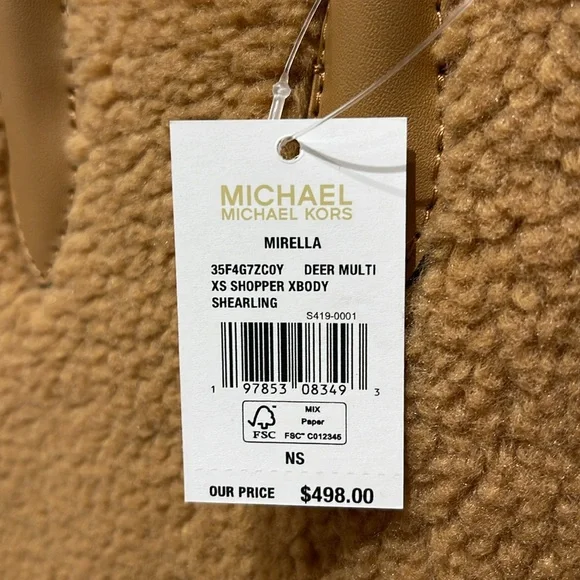 MICHAEL
MICHAEL KORS
MIRELLA
35F4G7ZC0Y DEER MULTI
XS SHOPPER XBODY
SHEARLING
S419-0001
1 97853 08349 3
FSC
MIX
Paper
FSC™ C012345
NS
OUR PRICE $498.00